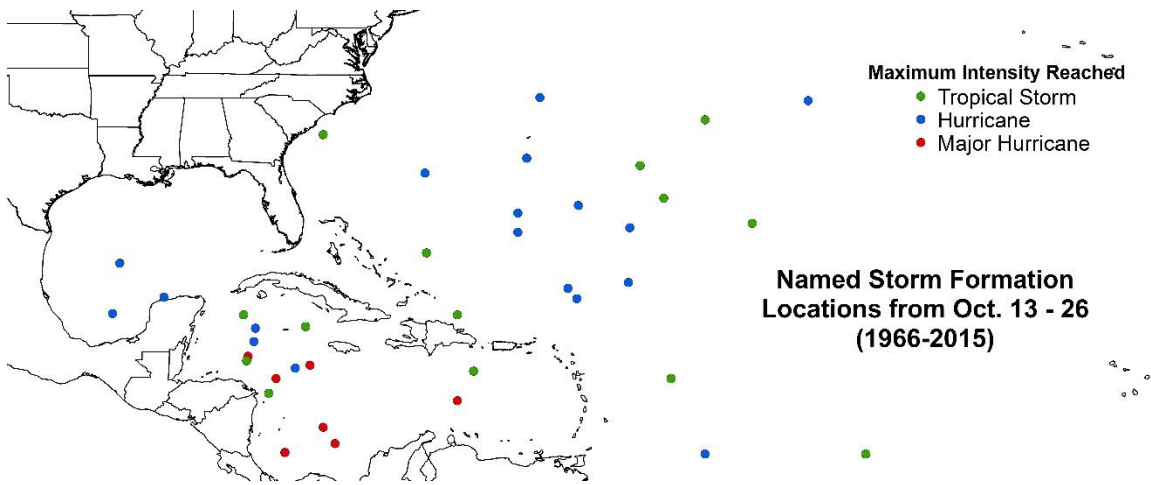 Maximum Intensity Reached
Tropical Storm
Hurricane
Major Hurricane
Named Storm Formation
Locations from Oct. 13 - 26
(1966-2015)